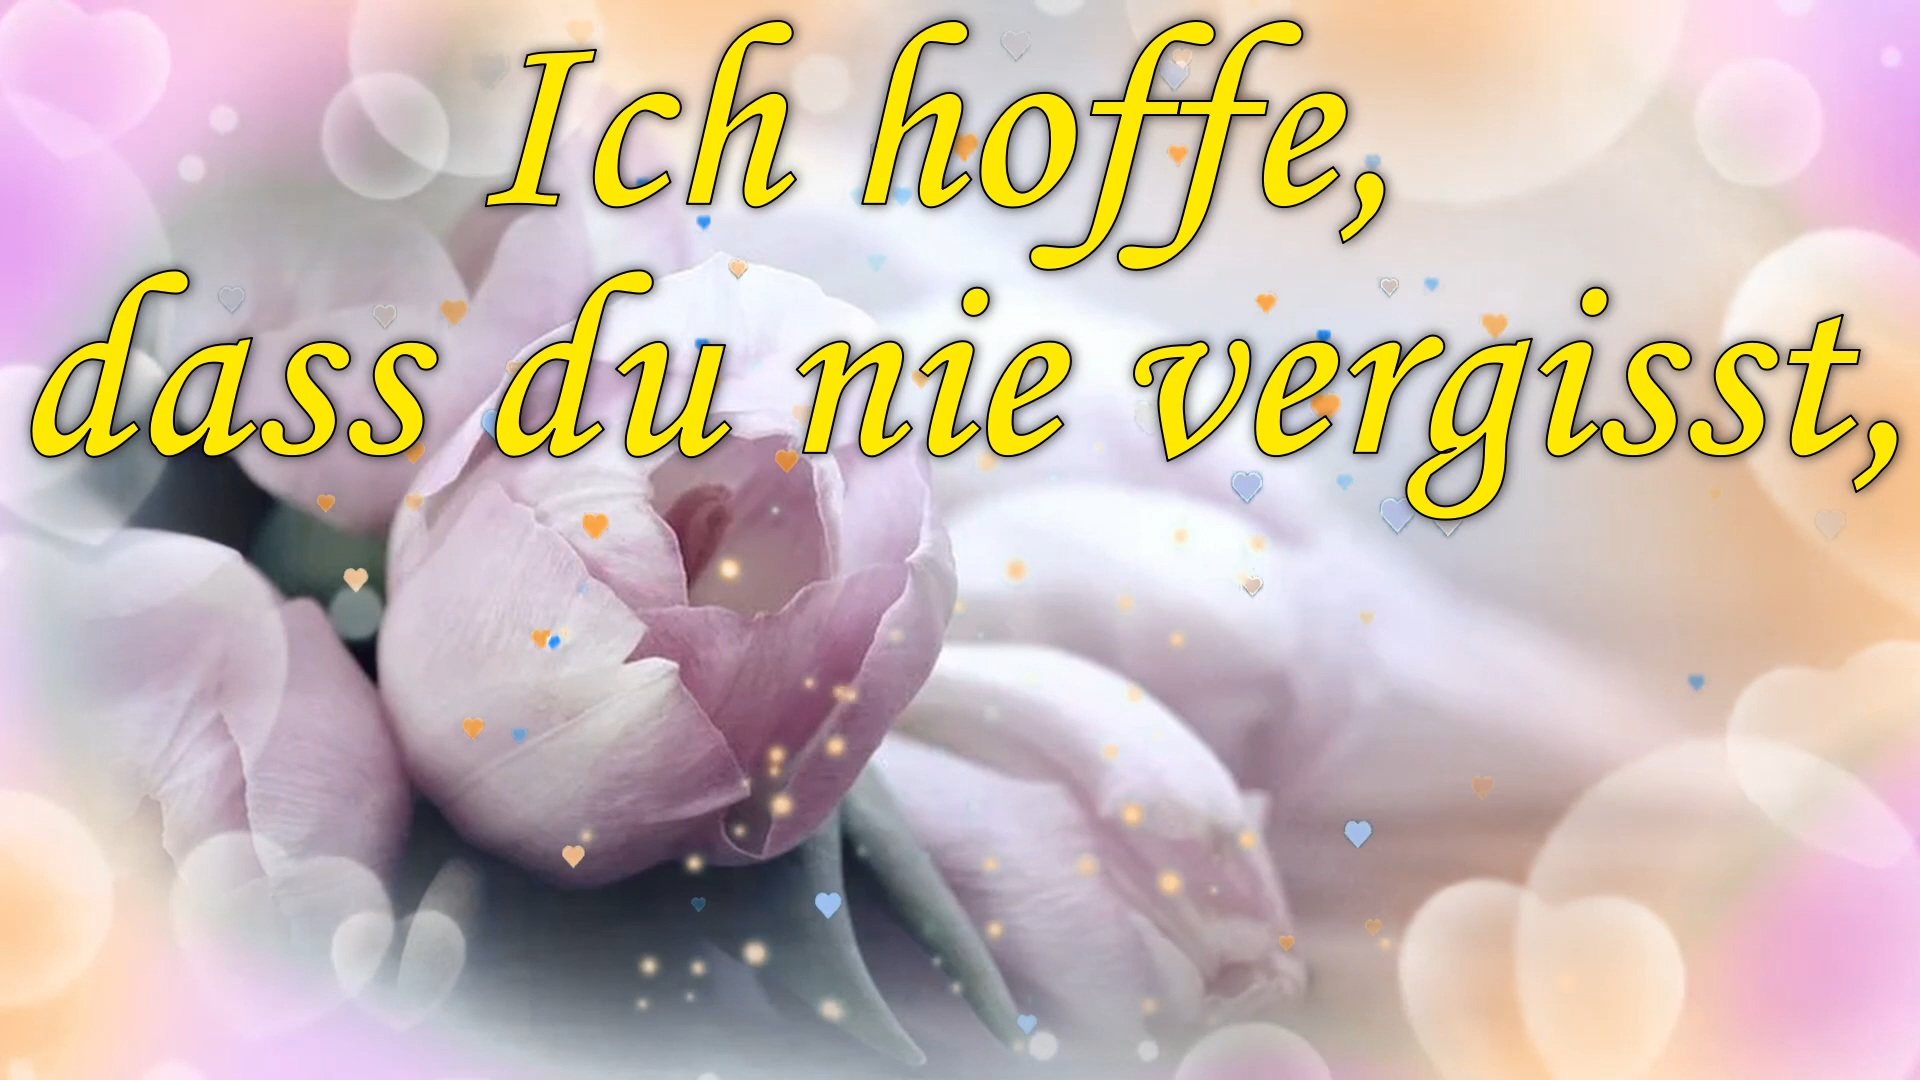 Ich hoffe,
dass du nie vergisst,